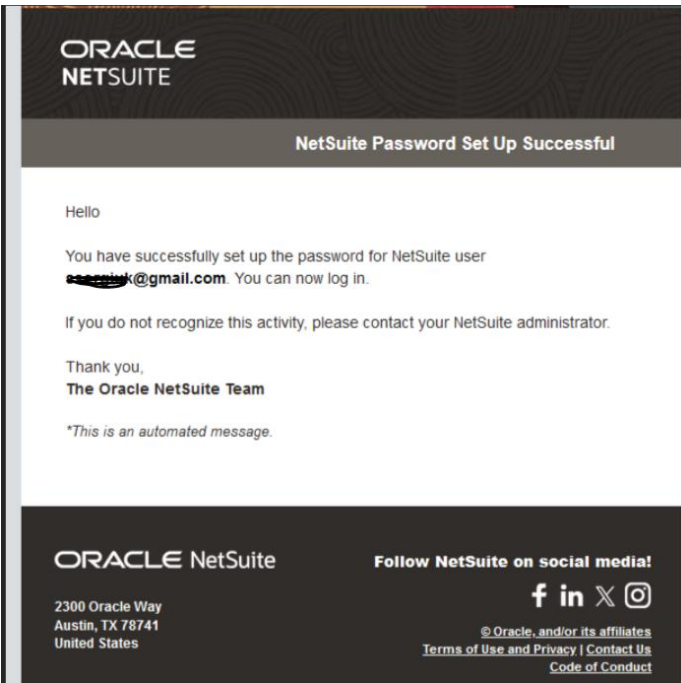 ORACLE
NETSUITE
NetSuite Password Set Up Successful
Hello
You have successfully set up the password for NetSuite user
k@gmail.com. You can now log in.
If you do not recognize this activity, please contact your NetSuite administrator.
Thank you,
The Oracle NetSuite Team
*This is an automated message.
ORACLE NetSuite
2300 Oracle Way
Austin, TX 78741
United States
Follow NetSuite on social media!
© Oracle, and/or its affiliates
Terms of Use and Privacy | Contact Us
Code of Conduct